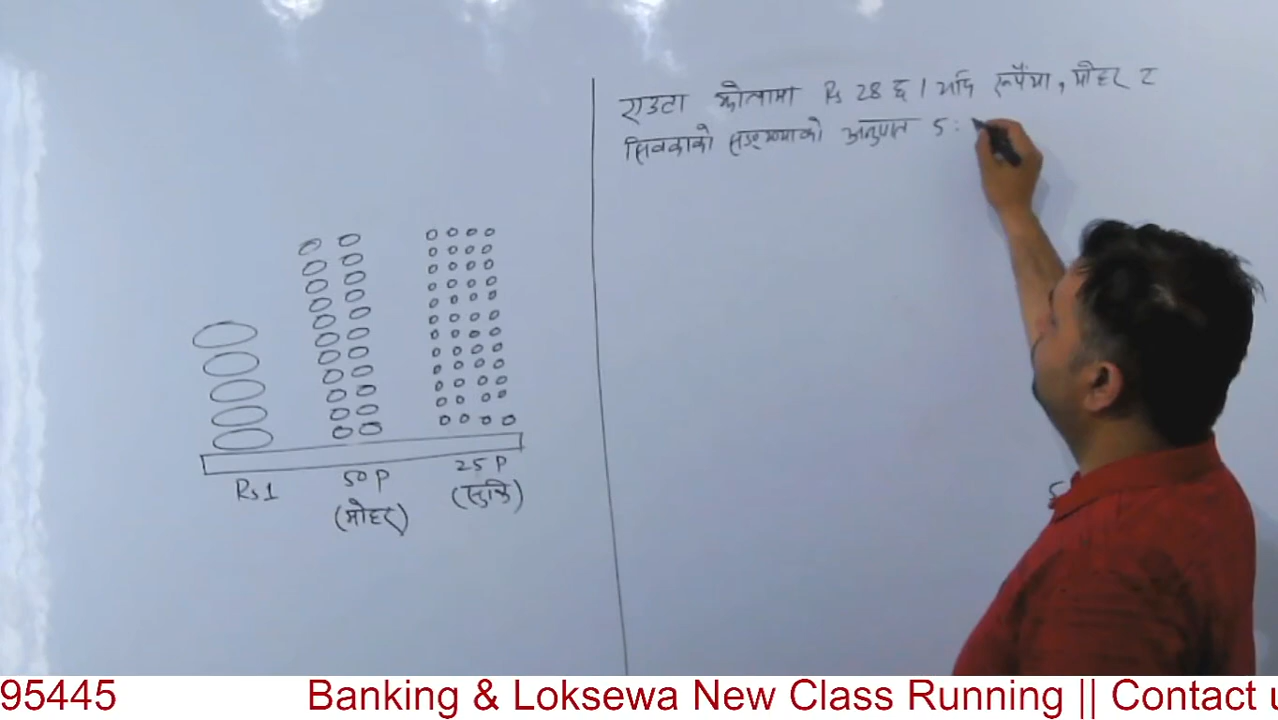 एउटा झोलामा Rs 28 छ । यदि रूपैंया, मोहर र
सिक्काको सङ्ख्याको अनुपात 5:
Rs 1
50 P
(मोहर)
25 P
(सुकि)
95445 Banking & Loksewa New Class Running || Contact u